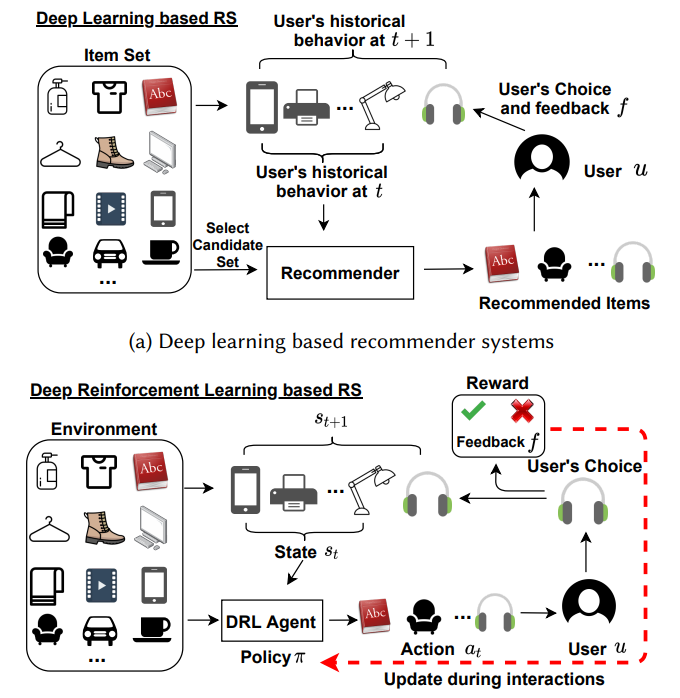 Deep Learning based RS
User's historical
behavior at t + 1
Item Set
Abc
User's Choice
and feedback f
...
User u
User's historical
behavior at t
Select
Candidate
Set
Recommender
Abc
...
...
Recommended Items
(a) Deep learning based recommender systems
Deep Reinforcement Learning based RS
Reward
Environment
s_{t+1}
Feedback f
Abc
User's Choice
...
State s_t
DRL Agent
Abc
...
...
Policy π
Action a_t
User u
Update during interactions